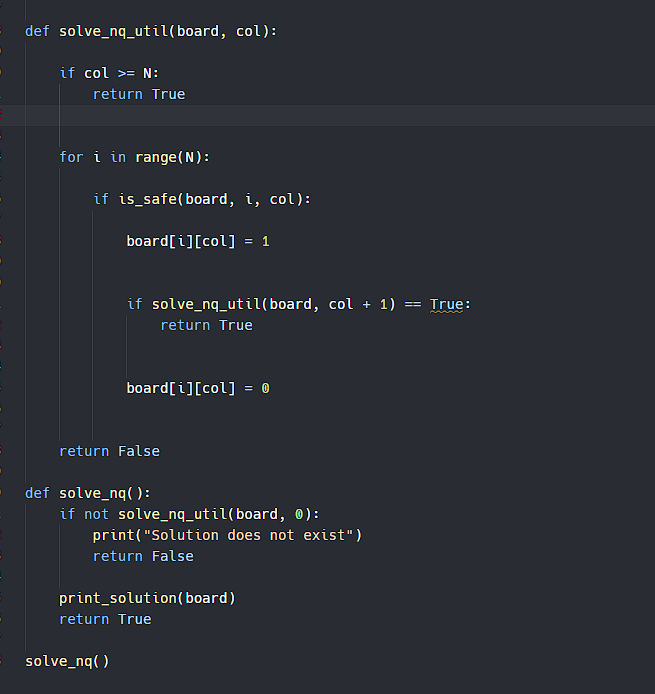 def solve_nq_util(board, col):
    if col >= N:
        return True
    for i in range(N):
        if is_safe(board, i, col):
            board[i][col] = 1
            if solve_nq_util(board, col + 1) == True:
                return True
            board[i][col] = 0
    return False
def solve_nq():
    if not solve_nq_util(board, 0):
        print("Solution does not exist")
        return False
    print_solution(board)
    return True
solve_nq()